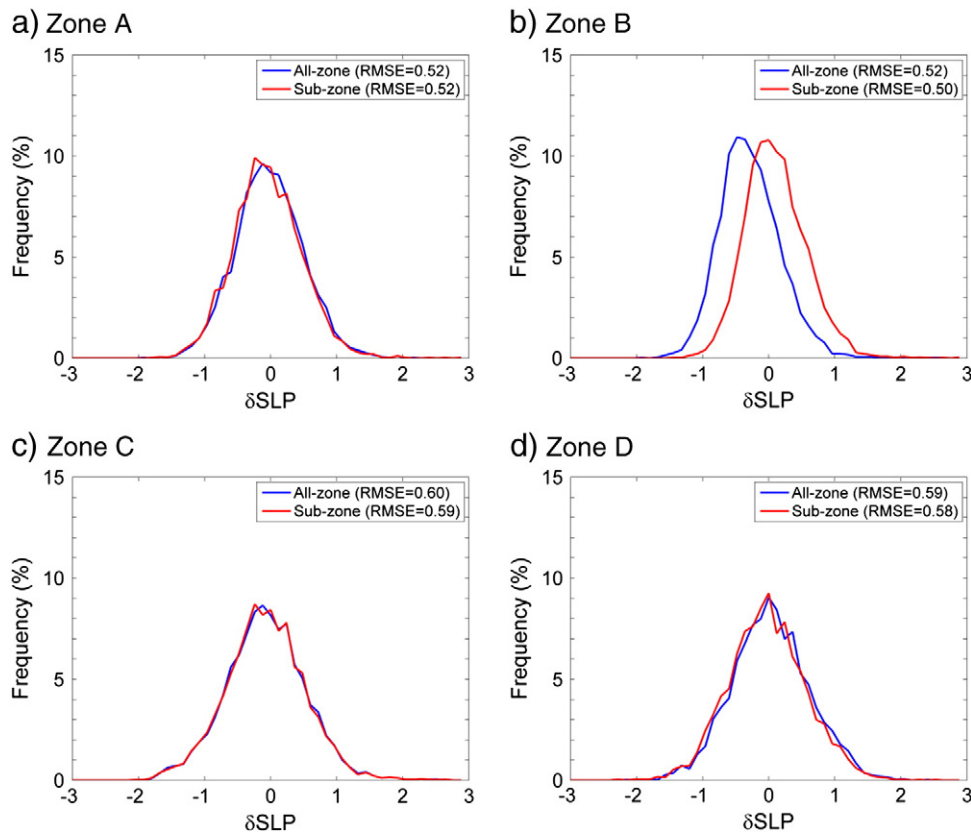 a) Zone A
15
All-zone (RMSE=0.52)
Sub-zone (RMSE=0.52)
10
Frequency (%)
5
0
-3 -2 -1 0 1 2 3
δSLP
b) Zone B
15
All-zone (RMSE=0.52)
Sub-zone (RMSE=0.50)
10
Frequency (%)
5
0
-3 -2 -1 0 1 2 3
δSLP
c) Zone C
15
All-zone (RMSE=0.60)
Sub-zone (RMSE=0.59)
10
Frequency (%)
5
0
-3 -2 -1 0 1 2 3
δSLP
d) Zone D
15
All-zone (RMSE=0.59)
Sub-zone (RMSE=0.58)
10
Frequency (%)
5
0
-3 -2 -1 0 1 2 3
δSLP